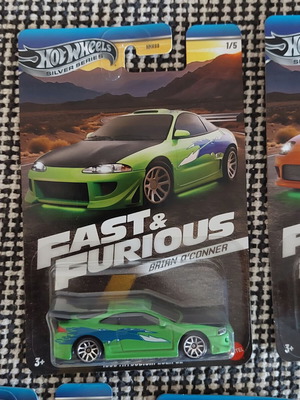 HOT WHEELS
SILVER SERIES
1/5
FAST &
FURIOUS
BRIAN O'CONNER
3+